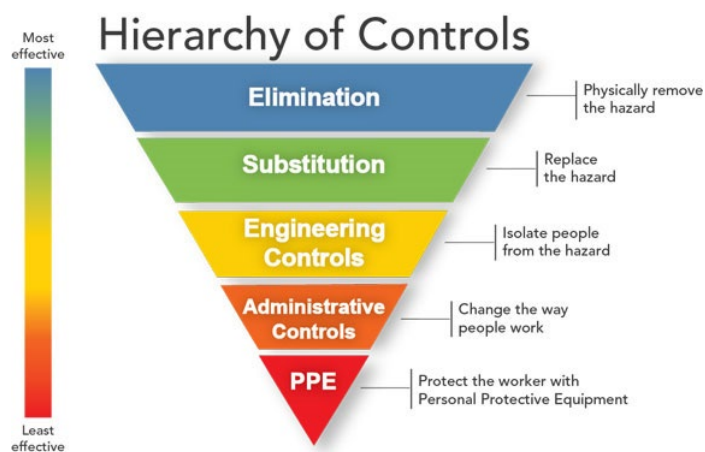 Hierarchy of Controls
Most
effective
Elimination
Physically remove
the hazard
Substitution
Replace
the hazard
Engineering
Controls
Isolate people
from the hazard
Administrative
Controls
Change the way
people work
PPE
Protect the worker with
Personal Protective Equipment
Least
effective